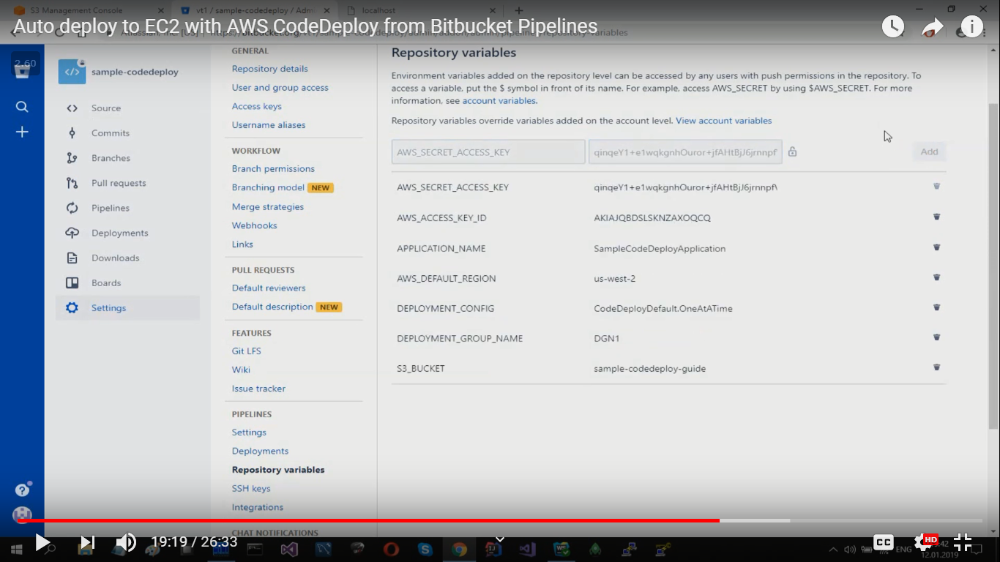 S3 Management Console
vt1 / sample-codedeploy / Admi
localhost
Auto deploy to EC2 with AWS CodeDeploy from Bitbucket Pipelines
2.60
sample-codedeploy
Source
Commits
Branches
Pull requests
Pipelines
Deployments
Downloads
Boards
Settings
GENERAL
Repository details
User and group access
Access keys
Username aliases
WORKFLOW
Branch permissions
Branching model NEW
Merge strategies
Webhooks
Links
PULL REQUESTS
Default reviewers
Default description NEW
FEATURES
Git LFS
Wiki
Issue tracker
PIPELINES
Settings
Deployments
Repository variables
SSH keys
Integrations
CHAT NOTIFICATIONS
Repository variables
Environment variables added on the repository level can be accessed by any users with push permissions in the repository. To
access a variable, put the $ symbol in front of its name. For example, access AWS_SECRET by using $AWS_SECRET. For more
information, see account variables.
Repository variables override variables added on the account level. View account variables
AWS_SECRET_ACCESS_KEY qinqeY1+e1wqkgnhOuror+jfAHtBjJ6jrnnpf Add
AWS_SECRET_ACCESS_KEY qinqeY1+e1wqkgnhOuror+jfAHtBjJ6jrnnpf\
AWS_ACCESS_KEY_ID AKIAJQBDSLSKNZAXOQCQ
APPLICATION_NAME SampleCodeDeployApplication
AWS_DEFAULT_REGION us-west-2
DEPLOYMENT_CONFIG CodeDeployDefault.OneAtATime
DEPLOYMENT_GROUP_NAME DGN1
S3_BUCKET sample-codedeploy-guide
19:19 / 26:33
CC
HD
ENG
12.01.2019